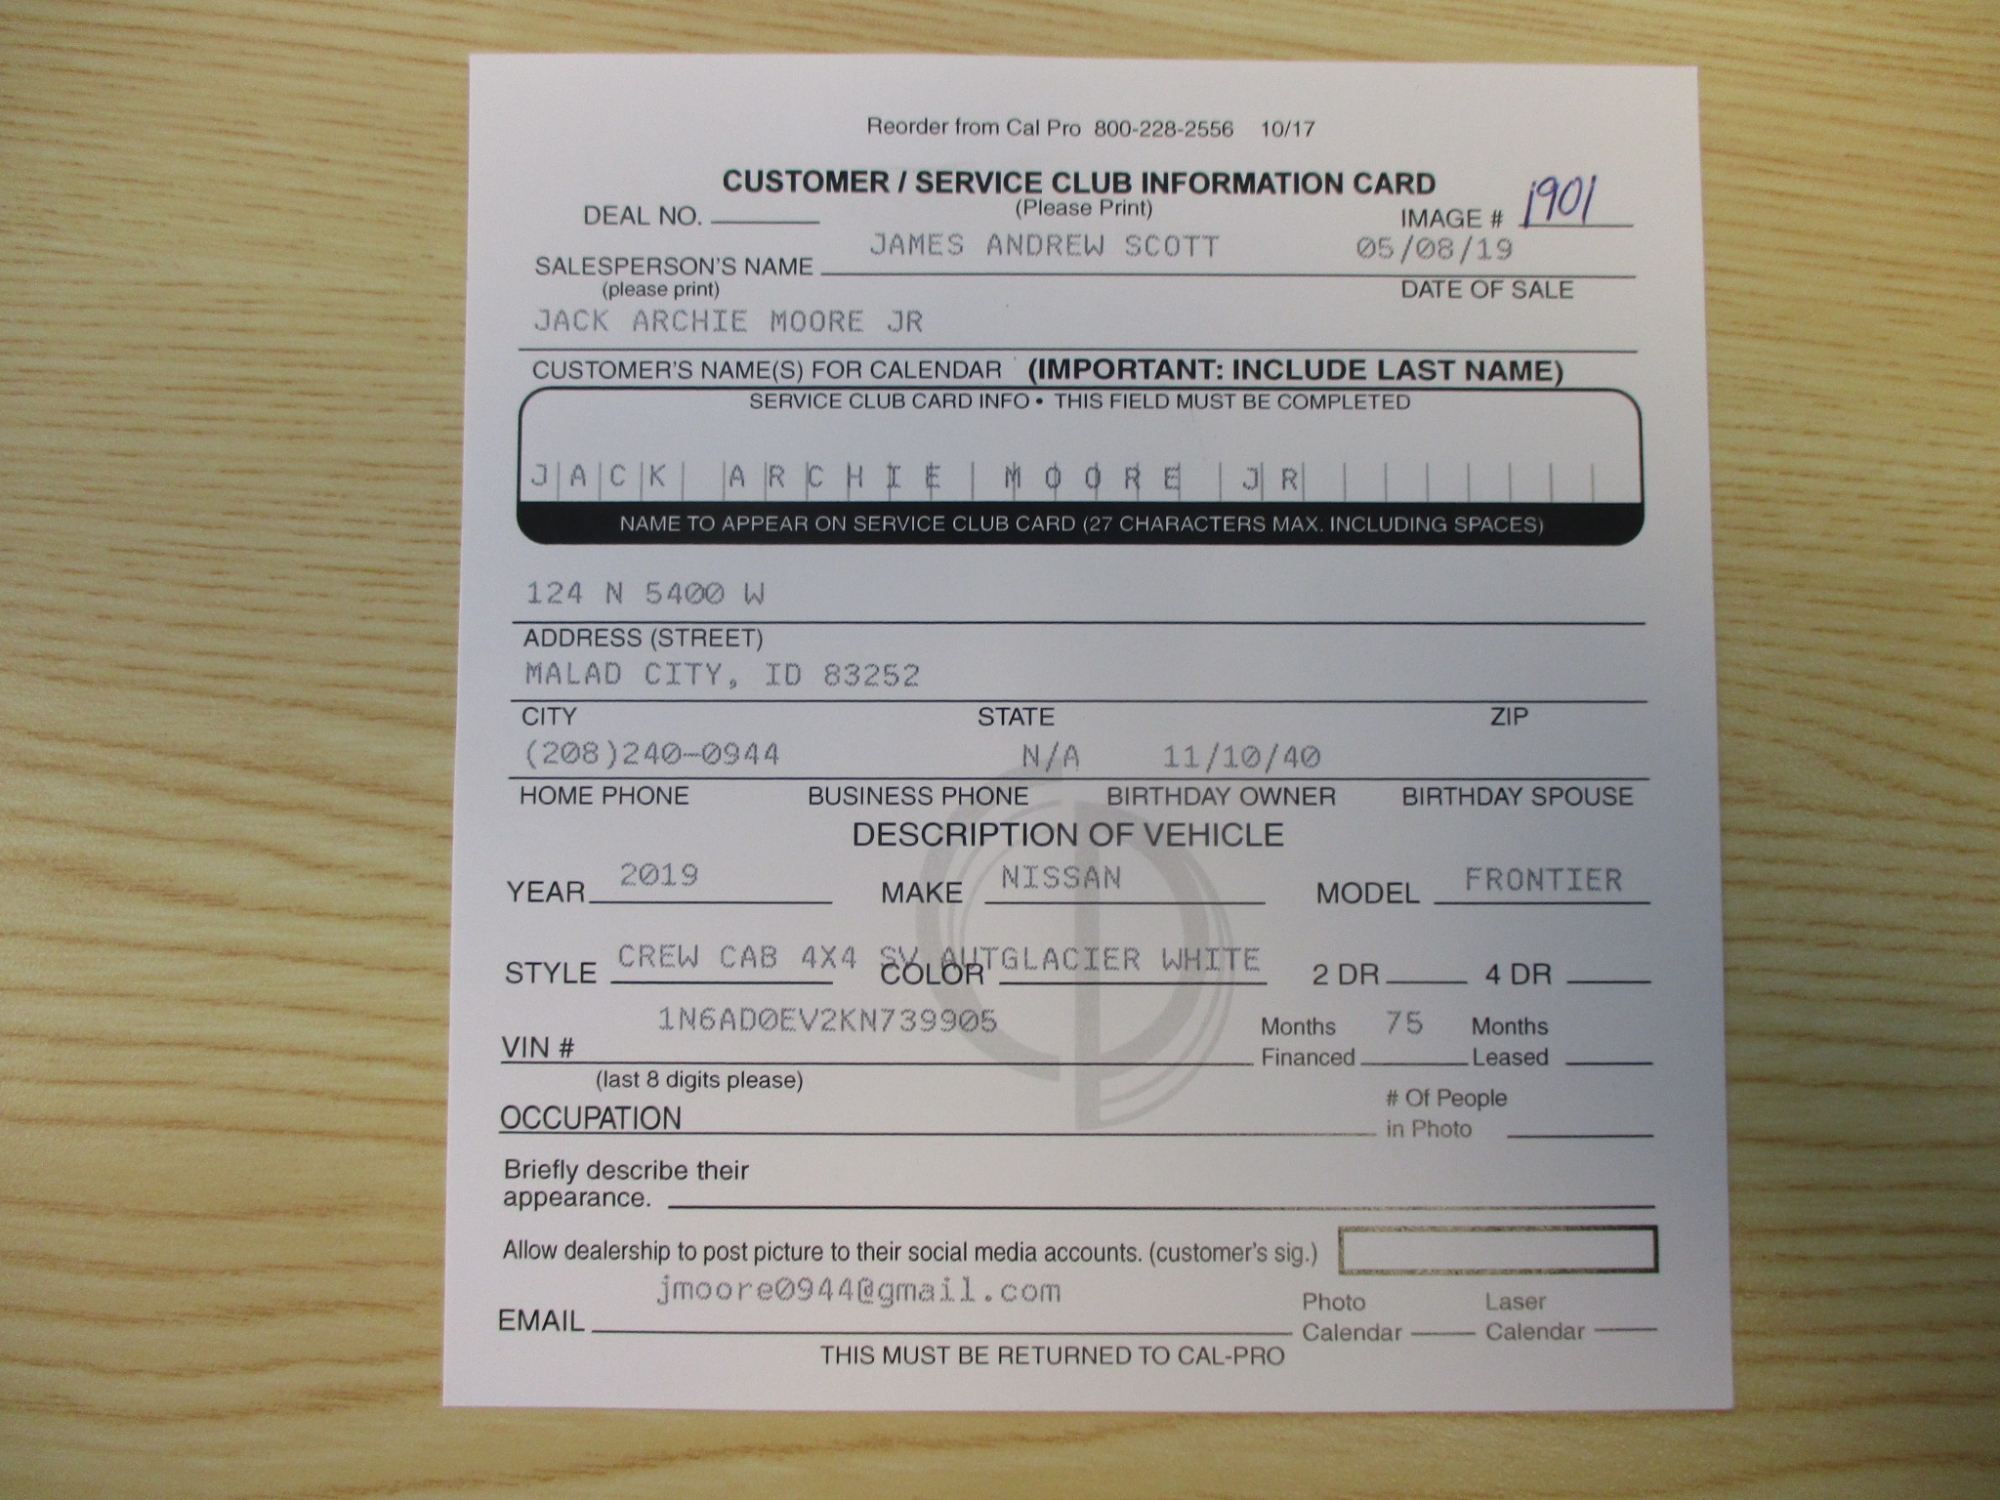 Reorder from Cal Pro 800-228-2556 10/17
CUSTOMER / SERVICE CLUB INFORMATION CARD
(Please Print)
DEAL NO. IMAGE # 1901
SALESPERSON'S NAME JAMES ANDREW SCOTT 05/08/19
(please print) DATE OF SALE
JACK ARCHIE MOORE JR
CUSTOMER'S NAME(S) FOR CALENDAR (IMPORTANT: INCLUDE LAST NAME)
SERVICE CLUB CARD INFO • THIS FIELD MUST BE COMPLETED
JACK ARCHIE MOORE JR
NAME TO APPEAR ON SERVICE CLUB CARD (27 CHARACTERS MAX. INCLUDING SPACES)
124 N 5400 W
ADDRESS (STREET)
MALAD CITY, ID 83252
CITY STATE ZIP
(208)240-0944 N/A 11/10/40
HOME PHONE BUSINESS PHONE BIRTHDAY OWNER BIRTHDAY SPOUSE
DESCRIPTION OF VEHICLE
YEAR 2019 MAKE NISSAN MODEL FRONTIER
STYLE CREW CAB 4X4 SV AUT COLOR GLACIER WHITE 2 DR 4 DR
VIN # 1N6AD0EV2KN739905 Months Financed 75 Months Leased
(last 8 digits please)
OCCUPATION # Of People in Photo
Briefly describe their
appearance.
Allow dealership to post picture to their social media accounts. (customer's sig.)
EMAIL jmoore0944@gmail.com Photo Calendar Laser Calendar
THIS MUST BE RETURNED TO CAL-PRO